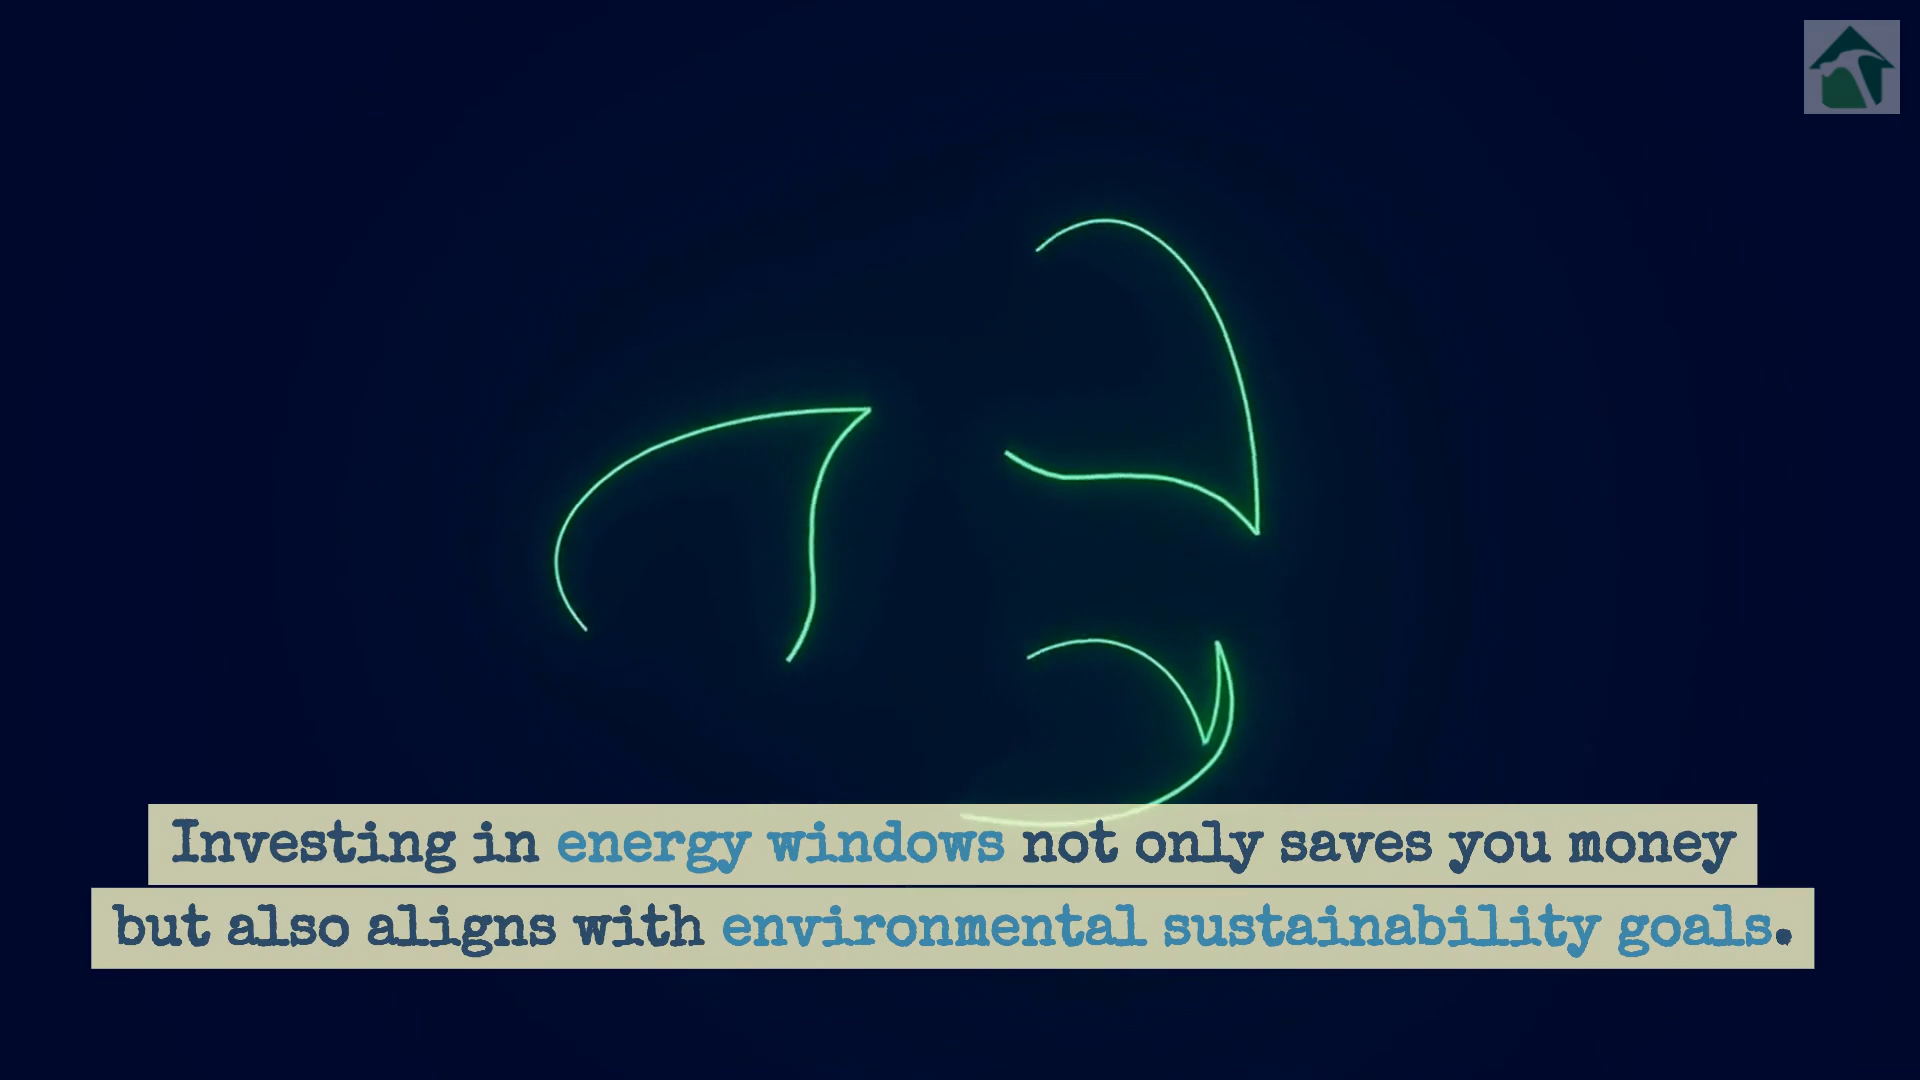 Investing in energy windows not only saves you money
but also aligns with environmental sustainability goals.